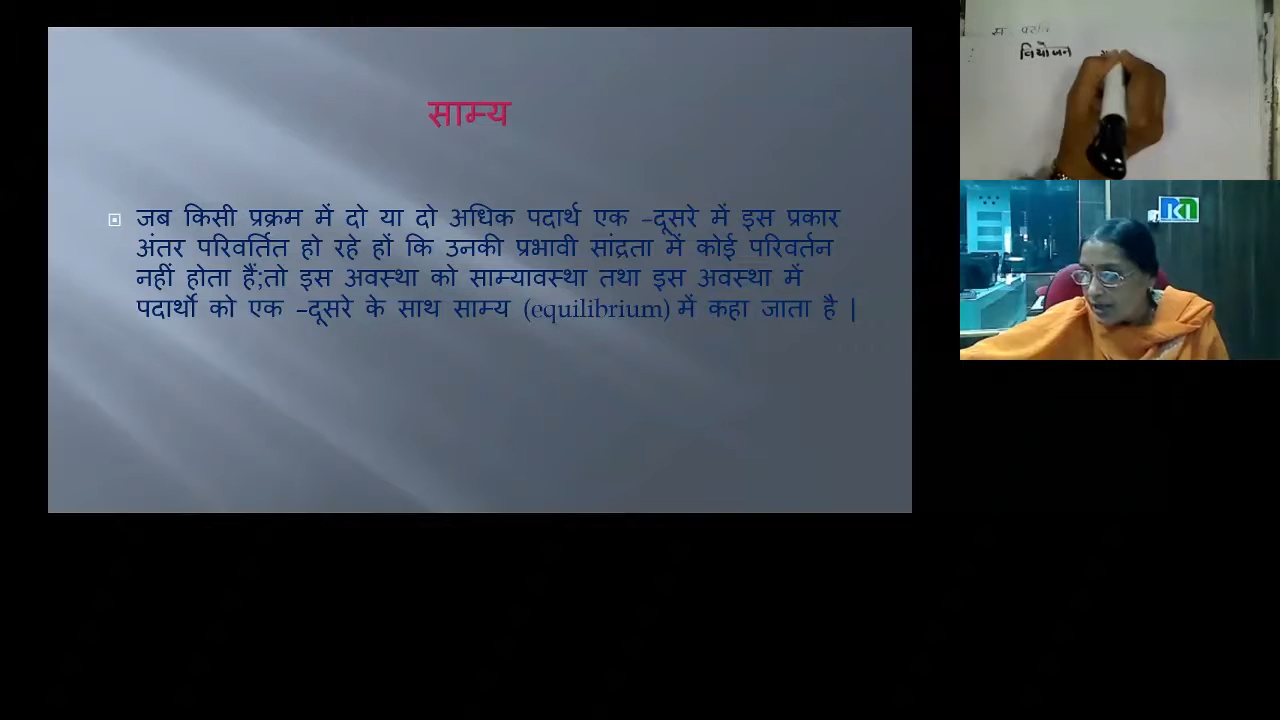 साम्य
जब किसी प्रक्रम में दो या दो अधिक पदार्थ एक –दूसरे में इस प्रकार
अंतर परिवर्तित हो रहे हों कि उनकी प्रभावी सांद्रता में कोई परिवर्तन
नहीं होता हैं;तो इस अवस्था को साम्यावस्था तथा इस अवस्था में
पदार्थो को एक –दूसरे के साथ साम्य (equilibrium) में कहा जाता है |
वियोजन